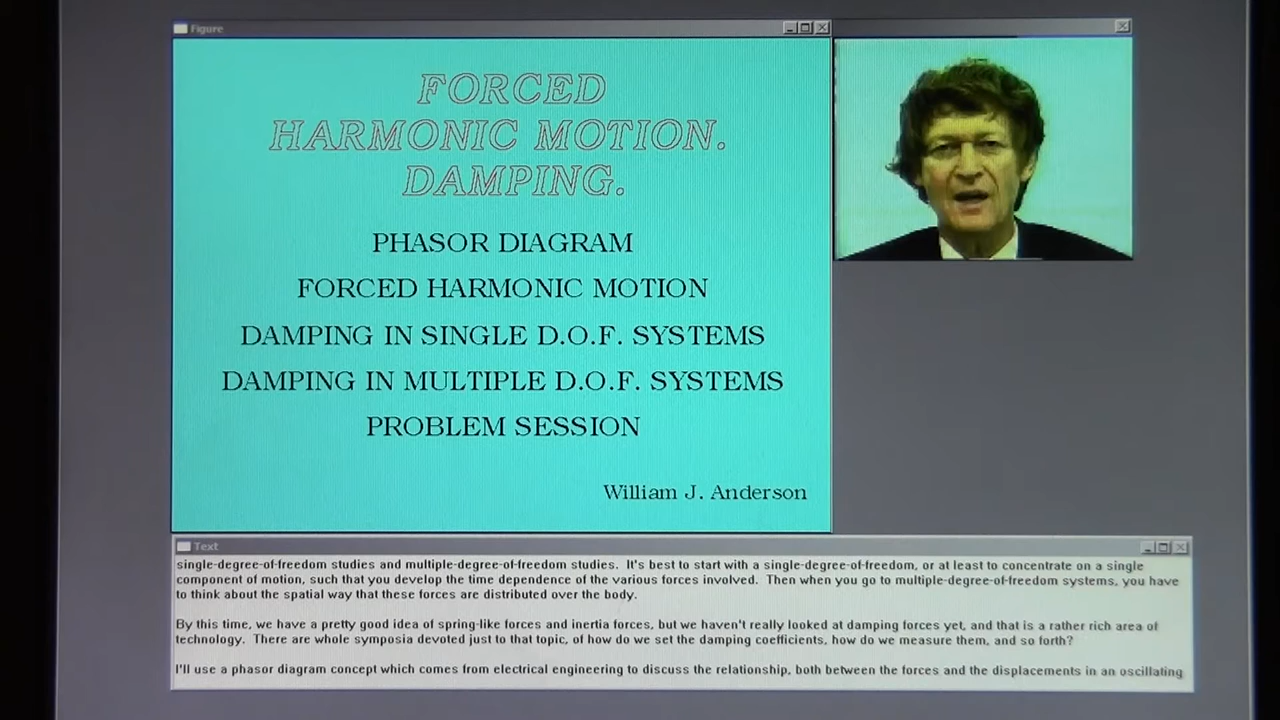 Figure
FORCED
HARMONIC MOTION.
DAMPING.
PHASOR DIAGRAM
FORCED HARMONIC MOTION
DAMPING IN SINGLE D.O.F. SYSTEMS
DAMPING IN MULTIPLE D.O.F. SYSTEMS
PROBLEM SESSION
William J. Anderson
Text
single-degree-of-freedom studies and multiple-degree-of-freedom studies. It's best to start with a single-degree-of-freedom, or at least to concentrate on a single
component of motion, such that you develop the time dependence of the various forces involved. Then when you go to multiple-degree-of-freedom systems, you have
to think about the spatial way that these forces are distributed over the body.
By this time, we have a pretty good idea of spring-like forces and inertia forces, but we haven't really looked at damping forces yet, and that is a rather rich area of
technology. There are whole symposia devoted just to that topic, of how do we set the damping coefficients, how do we measure them, and so forth?
I'll use a phasor diagram concept which comes from electrical engineering to discuss the relationship, both between the forces and the displacements in an oscillating